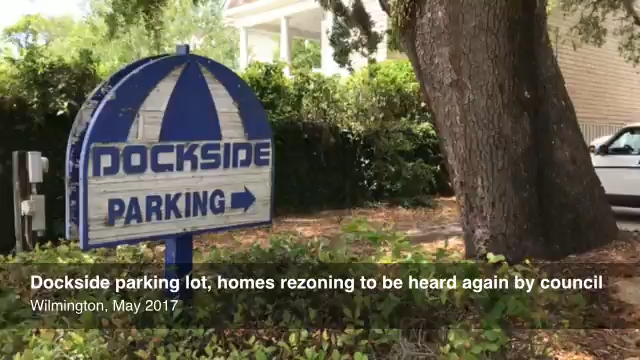 DOCKSIDE
PARKING →
Dockside parking lot, homes rezoning to be heard again by council
Wilmington, May 2017